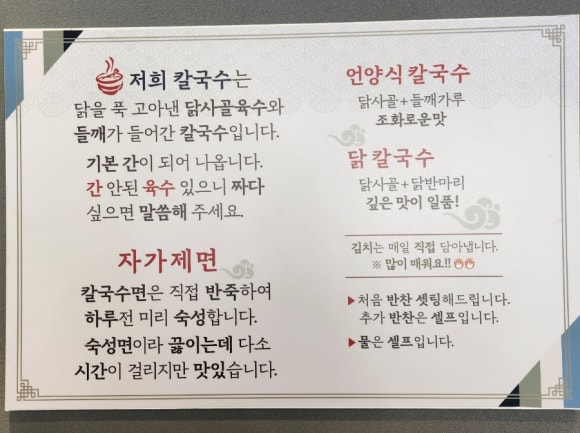 저희 칼국수는
닭을 푹 고아낸 닭사골육수와
들깨가 들어간 칼국수입니다.
기본 간이 되어 나옵니다.
간 안된 육수 있으니 짜다
싶으면 말씀해 주세요.
자가제면
칼국수면은 직접 반죽하여
하루전 미리 숙성합니다.
숙성면이라 끓이는데 다소
시간이 걸리지만 맛있습니다.
언양식 칼국수
닭사골+들깨가루
조화로운맛
닭 칼국수
닭사골+닭반마리
깊은 맛이 일품!
김치는 매일 직접 담아냅니다.
※ 많이 매워요!!
▶처음 반찬 셋팅해드립니다.
추가 반찬은 셀프입니다.
▶물은 셀프입니다.